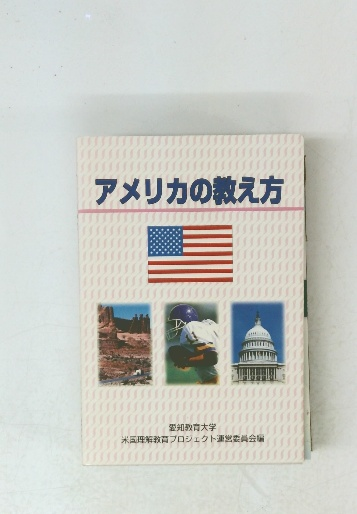 アメリカの教え方
愛知教育大学
米国理解教育プロジェクト運営委員会編